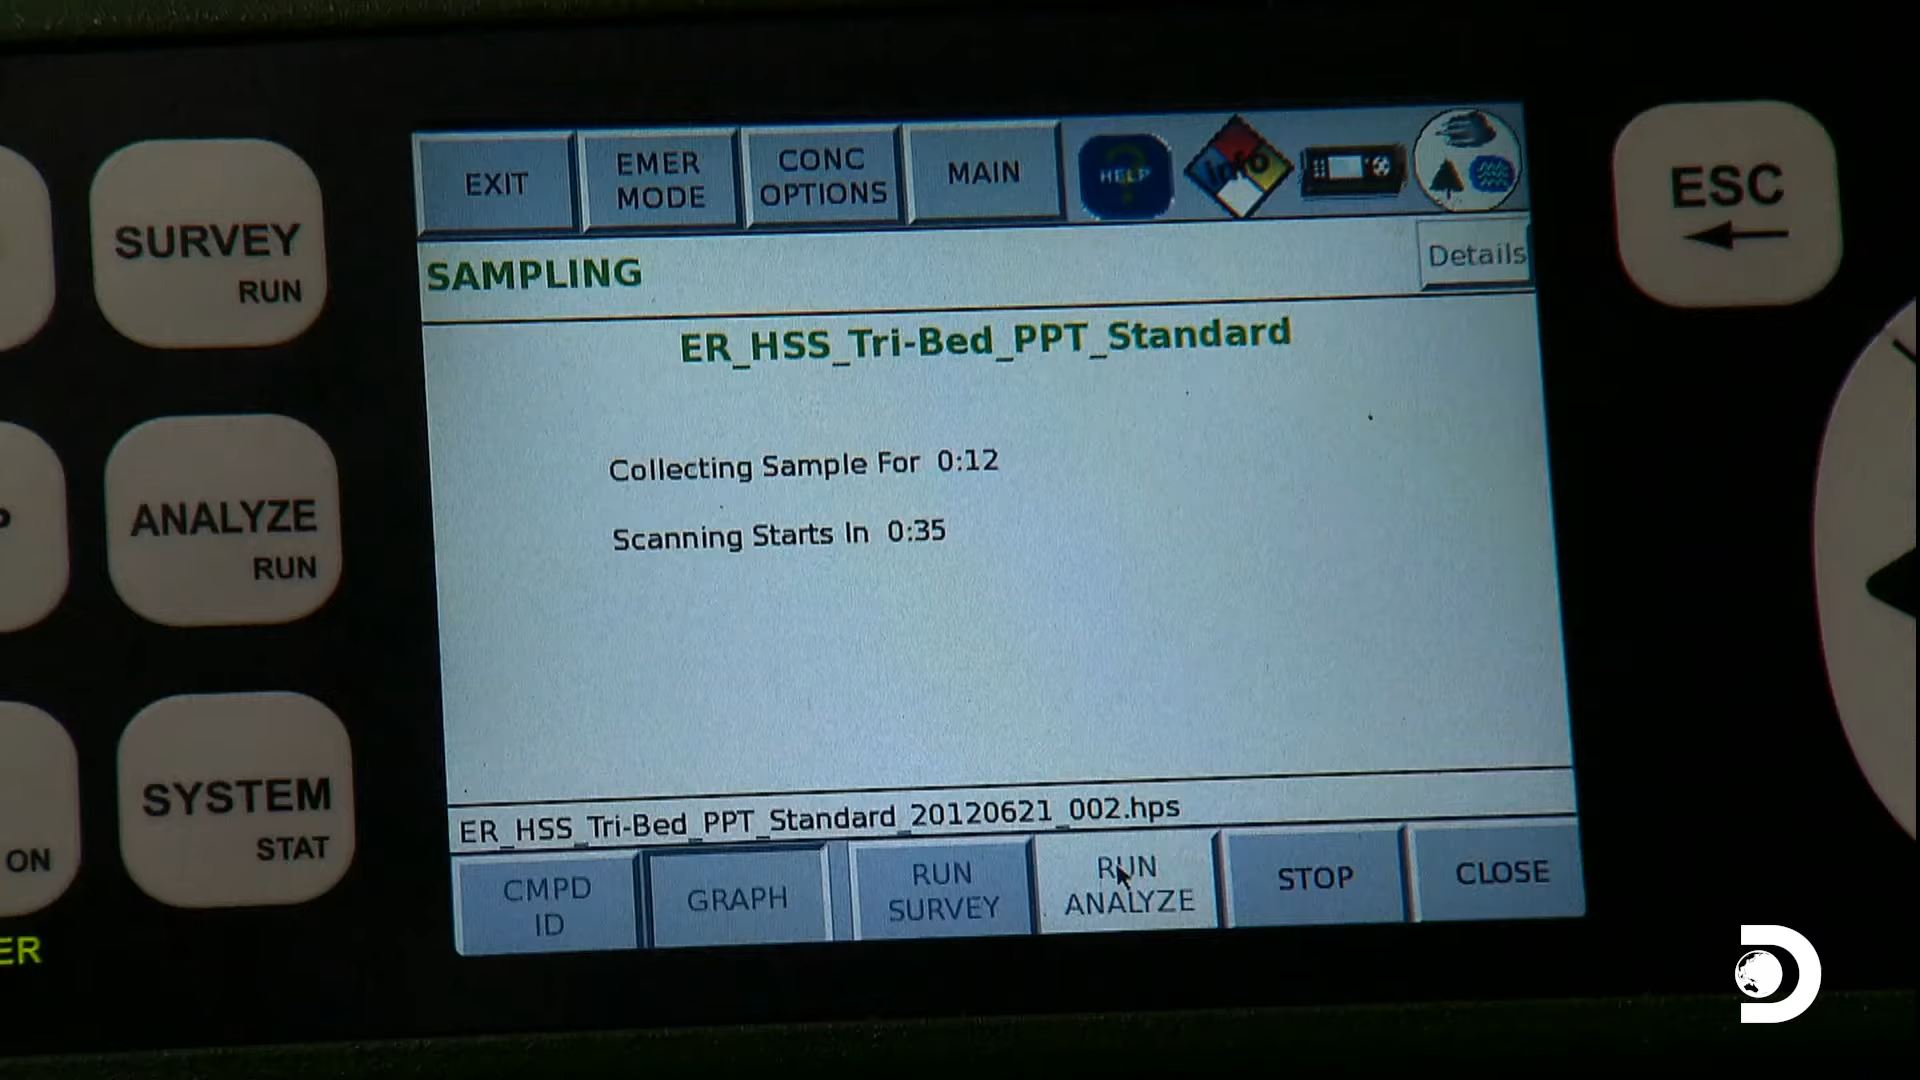 SURVEY
RUN
ANALYZE
RUN
SYSTEM
STAT
ON
ER
EXIT
EMER
MODE
CONC
OPTIONS
MAIN
HELP
Info
SAMPLING
Details
ER_HSS_Tri-Bed_PPT_Standard
Collecting Sample For 0:12
Scanning Starts In 0:35
ER_HSS_Tri-Bed_PPT_Standard_20120621_002.hps
CMPD
ID
GRAPH
RUN
SURVEY
RUN
ANALYZE
STOP
CLOSE
ESC
D